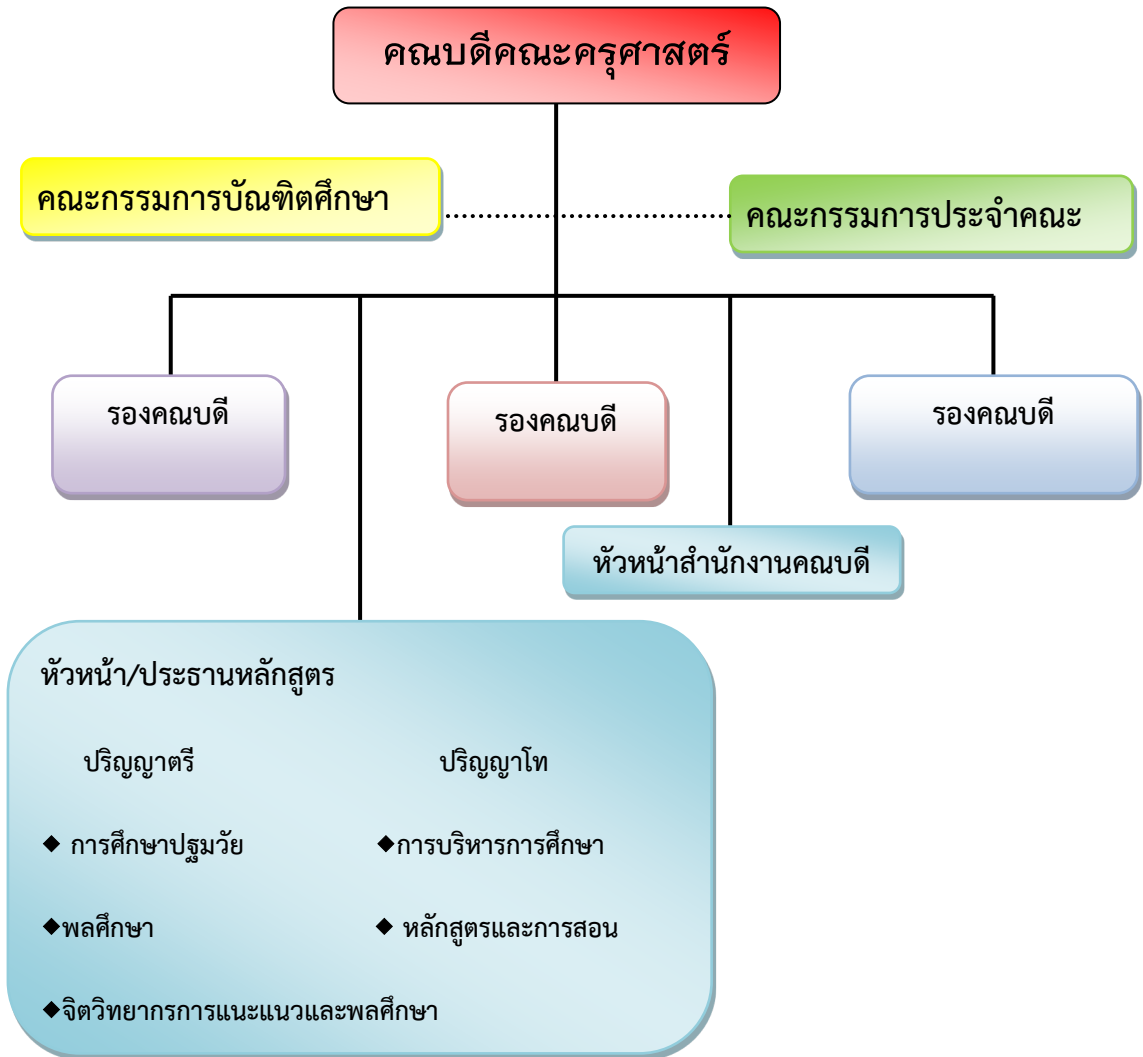 คณบดีคณะครุศาสตร์
คณะกรรมการบัณฑิตศึกษา
คณะกรรมการประจำคณะ
รองคณบดี
รองคณบดี
รองคณบดี
หัวหน้าสำนักงานคณบดี
หัวหน้า/ประธานหลักสูตร
ปริญญาตรี ปริญญาโท
◆ การศึกษาปฐมวัย ◆การบริหารการศึกษา
◆พลศึกษา ◆ หลักสูตรและการสอน
◆จิตวิทยากรการแนะแนวและพลศึกษา